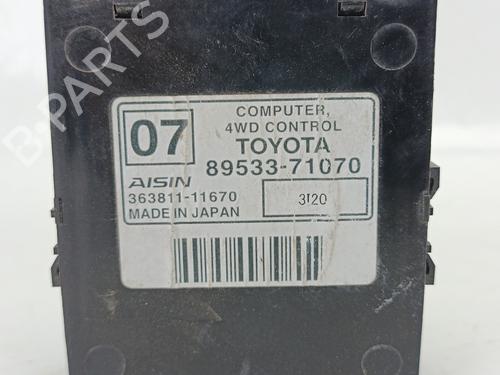 B-PARTS
07
COMPUTER,
4WD CONTROL
TOYOTA
89533-71070
AISIN
363811-11670
MADE IN JAPAN
3I20